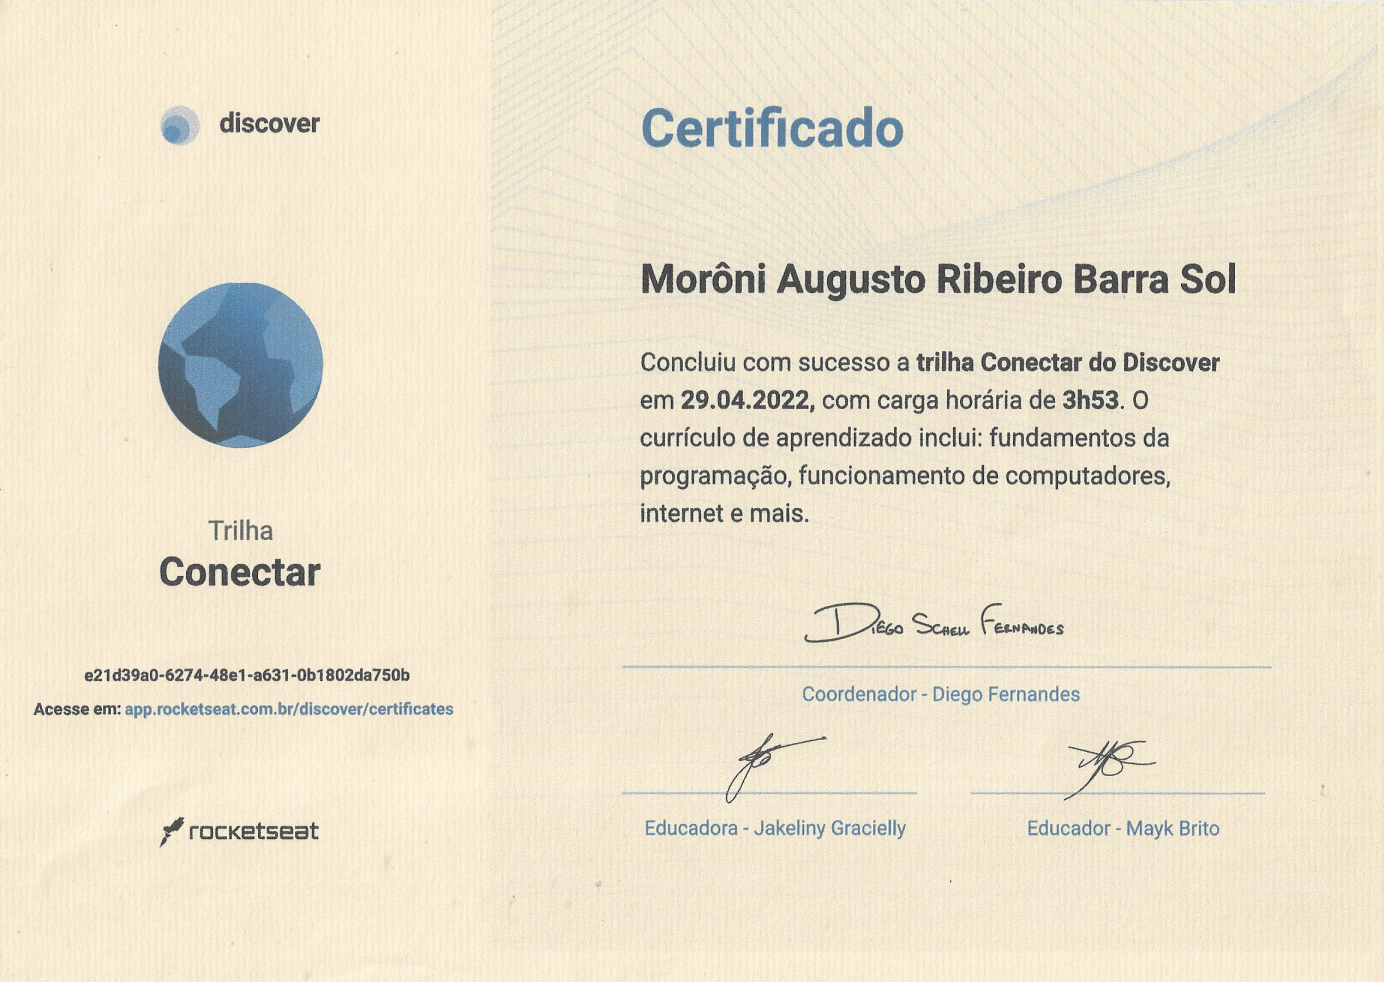 discover
Trilha
Conectar
e21d39a0-6274-48e1-a631-0b1802da750b
Acesse em: app.rocketseat.com.br/discover/certificates
rocketseat
Certificado
Morôni Augusto Ribeiro Barra Sol
Concluiu com sucesso a trilha Conectar do Discover
em 29.04.2022, com carga horária de 3h53. O
currículo de aprendizado inclui: fundamentos da
programação, funcionamento de computadores,
internet e mais.
Diego Schell Fernandes
Coordenador - Diego Fernandes
Educadora - Jakeliny Gracielly
Educador - Mayk Brito